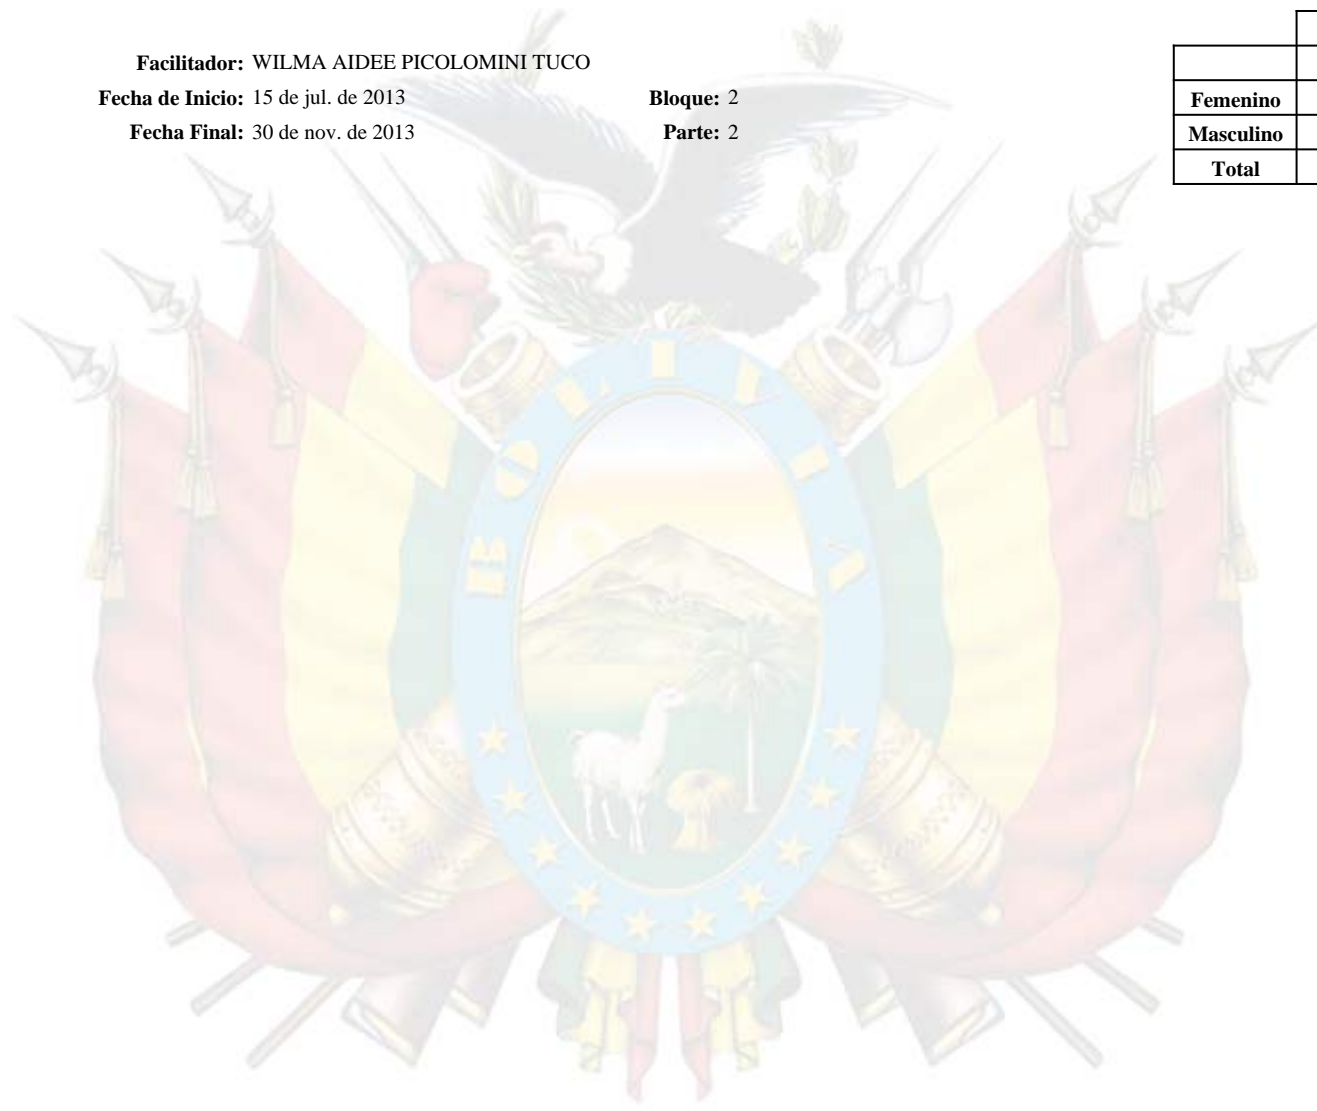 Facilitador: WILMA AIDEE PICOLOMINI TUCO
Fecha de Inicio: 15 de jul. de 2013 Bloque: 2
Fecha Final: 30 de nov. de 2013 Parte: 2
Femenino
Masculino
Total
BOLIVIA